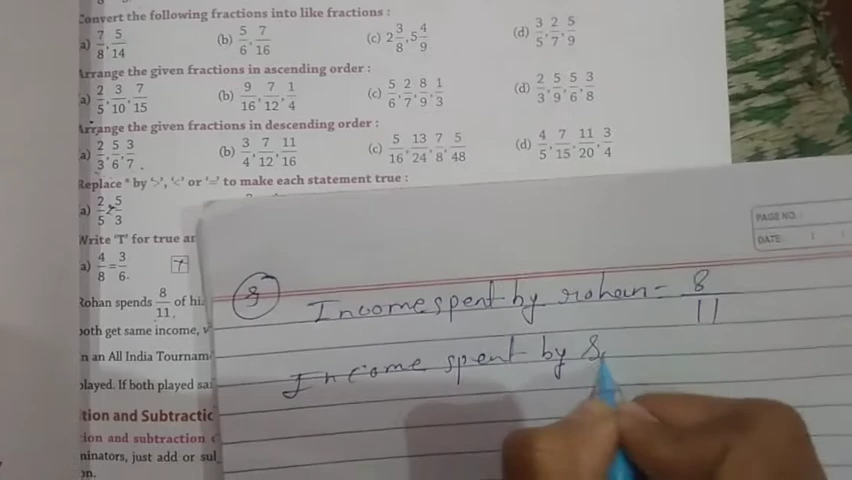 Convert the following fractions into like fractions :
a) 7/8, 5/14 (b) 5/6, 7/16 (c) 2 3/8, 5 4/9 (d) 3/5, 2/7, 5/9
Arrange the given fractions in ascending order :
a) 2/5, 3/10, 7/15 (b) 9/16, 7/12, 1/4 (c) 5/6, 2/7, 8/9, 1/3 (d) 2/3, 5/9, 5/6, 3/8
Arrange the given fractions in descending order :
a) 2/3, 5/6, 3/7 (b) 3/4, 7/12, 11/16 (c) 5/16, 13/24, 7/8, 5/48 (d) 4/5, 7/15, 11/20, 3/4
Replace * by '>', '<' or '=' to make each statement true :
a) 2/5 5/3
Write 'T' for true
a) 4/8 = 3/6. T
Rohan spends 8/11 of
both get same income,
n an All India
played. If both played
tion and Subtractic
ion and subtraction
minators, just add or
on.
PAGE NO.:
DATE:
8 Income spent by rohan = 8/11
Income spent by S